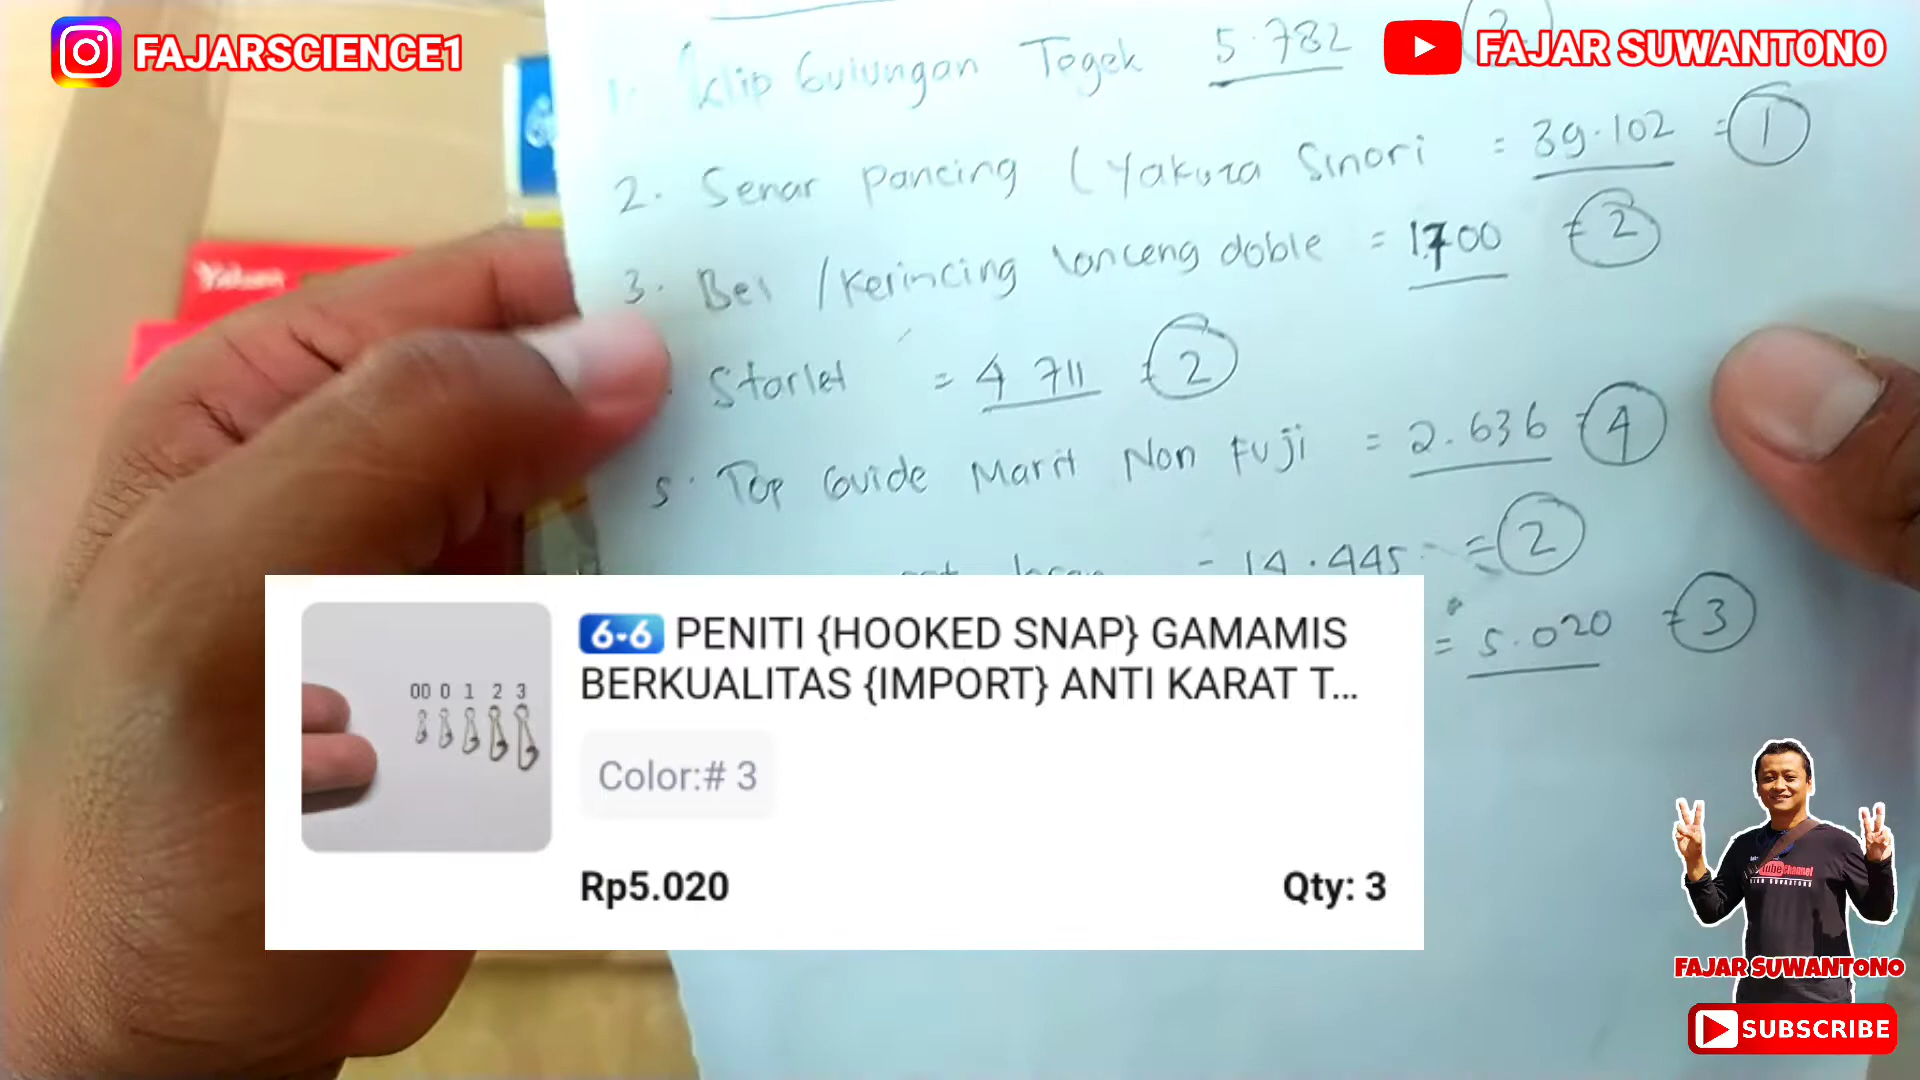 FAJARSCIENCE1
FAJAR SUWANTONO
1. Klip Gulungan Tegek 5.782
2. Senar Pancing (Yakuza Sinori = 39.102 = 1
3. Bel /Kerincing lonceng doble = 1.700 = 2
Starlet = 4 711 = 2
5. Top Guide Marit Non Fuji = 2.636 = 4
= 14.445 = 2
= 5.020 = 3
6-6 PENITI {HOOKED SNAP} GAMAMIS
BERKUALITAS {IMPORT} ANTI KARAT T...
00 0 1 2 3
Color:# 3
Rp5.020 Qty: 3
FAJAR SUWANTONO
SUBSCRIBE